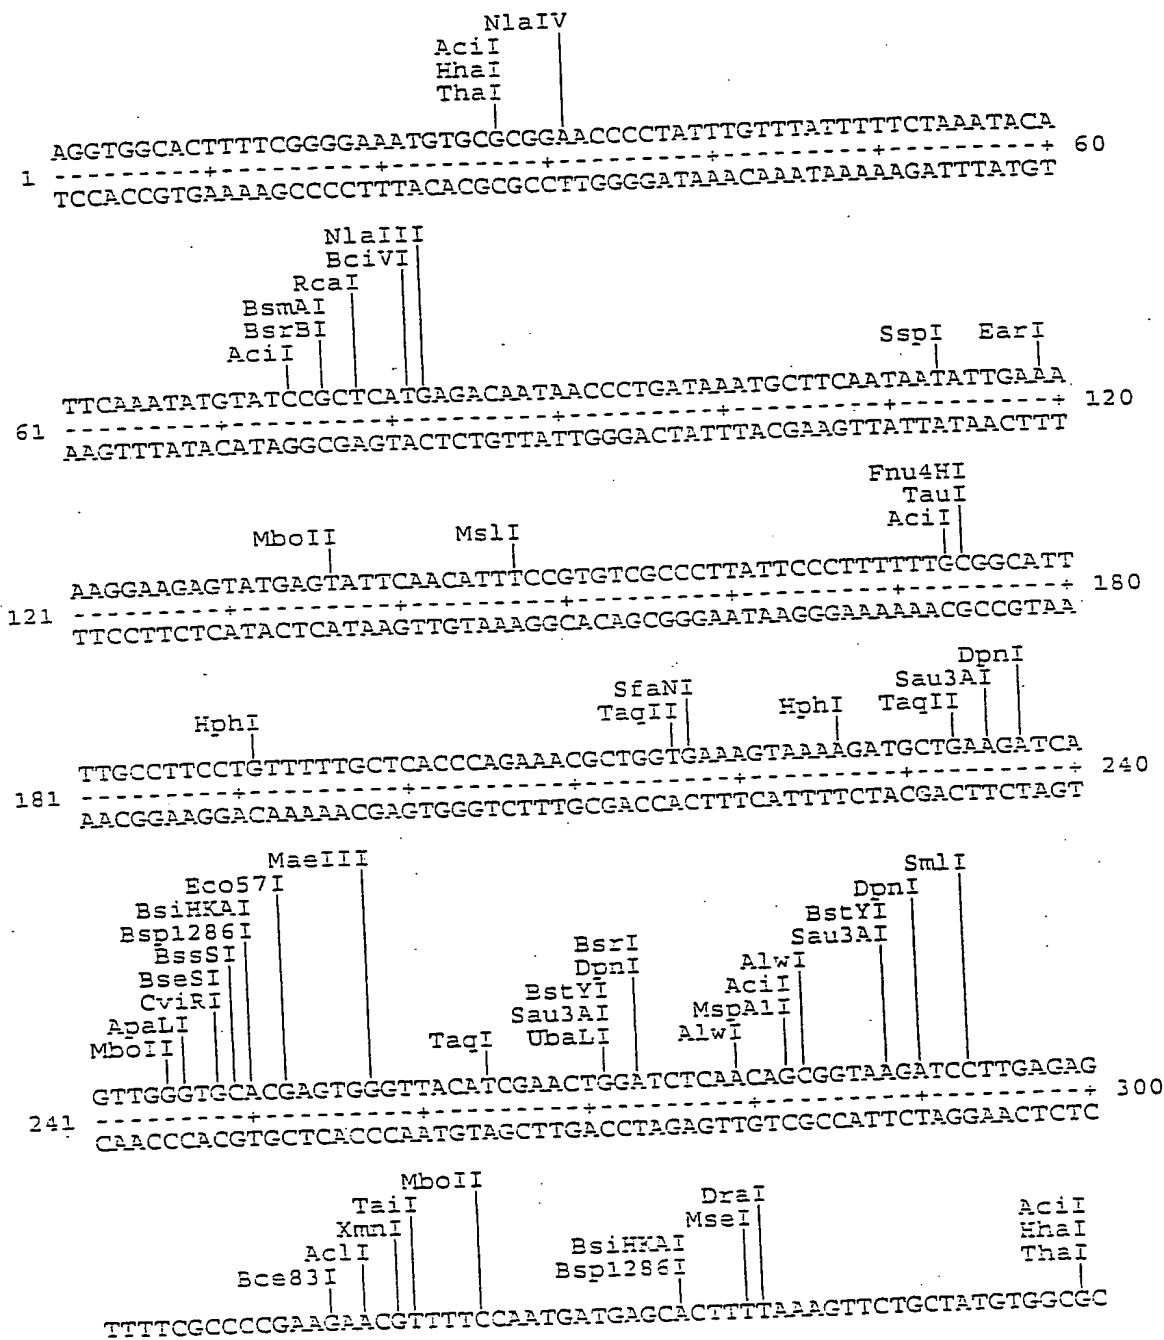 NlaIV
AciI
HhaI
ThaI
AGGTGGCACTTTTCGGGGAAATGTGCGCGGAACCCCTATTTGTTTATTTTTCTAAATACA
1 ---------+---------+---------+---------+---------+---------+ 60
TCCACCGTGAAAAGCCCCTTTACACGCGCCTTGGGGATAAACAAATAAAAAGATTTATGT
NlaIII
BciVI
RcaI
BsmAI
BsrBI
AciI SspI EarI
TTCAAATATGTATCCGCTCATGAGACAATAACCCTGATAAATGCTTCAATAATATTGAAA
61 ---------+---------+---------+---------+---------+---------+ 120
AAGTTTATACATAGGCGAGTACTCTGTTATTGGGACTATTTACGAAGTTATTATAACTTT
Fnu4HI
TauI
MboII MslI AciI
AAGGAAGAGTATGAGTATTCAACATTTCCGTGTCGCCCTTATTCCCTTTTTTGCGGCATT
121 ---------+---------+---------+---------+---------+---------+ 180
TTCCTTCTCATACTCATAAGTTGTAAAGGCACAGCGGGAATAAGGGAAAAAACGCCGTAA
DpnI
SfaNI Sau3AI
HphI TaqII HphI TaqII
TTGCCTTCCTGTTTTTGCTCACCCAGAAACGCTGGTGAAAGTAAAAGATGCTGAAGATCA
181 ---------+---------+---------+---------+---------+---------+ 240
AACGGAAGGACAAAAACGAGTGGGTCTTTGCGACCACTTTCATTTTCTACGACTTCTAGT
MaeIII SmlI
Eco57I DpnI
BsiHKAI BstYI
Bsp1286I Sau3AI
BssSI BsrI
BseSI DpnI AlwI
CviRI BstYI AciI
ApaLI Sau3AI MspA1I
MboII TaqI UbaLI AlwI
GTTGGGTGCACGAGTGGGTTACATCGAACTGGATCTCAACAGCGGTAAGATCCTTGAGAG
241 ---------+---------+---------+---------+---------+---------+ 300
CAACCCACGTGCTCACCCAATGTAGCTTGACCTAGAGTTGTCGCCATTCTAGGAACTCTC
MboII
TaiI DraI AciI
XmnI MseI HhaI
AclI BsiHKAI ThaI
Bce83I Bsp1286I
TTTTCGCCCCGAAGAACGTTTTCCAATGATGAGCACTTTTAAAGTTCTGCTATGTGGCGC